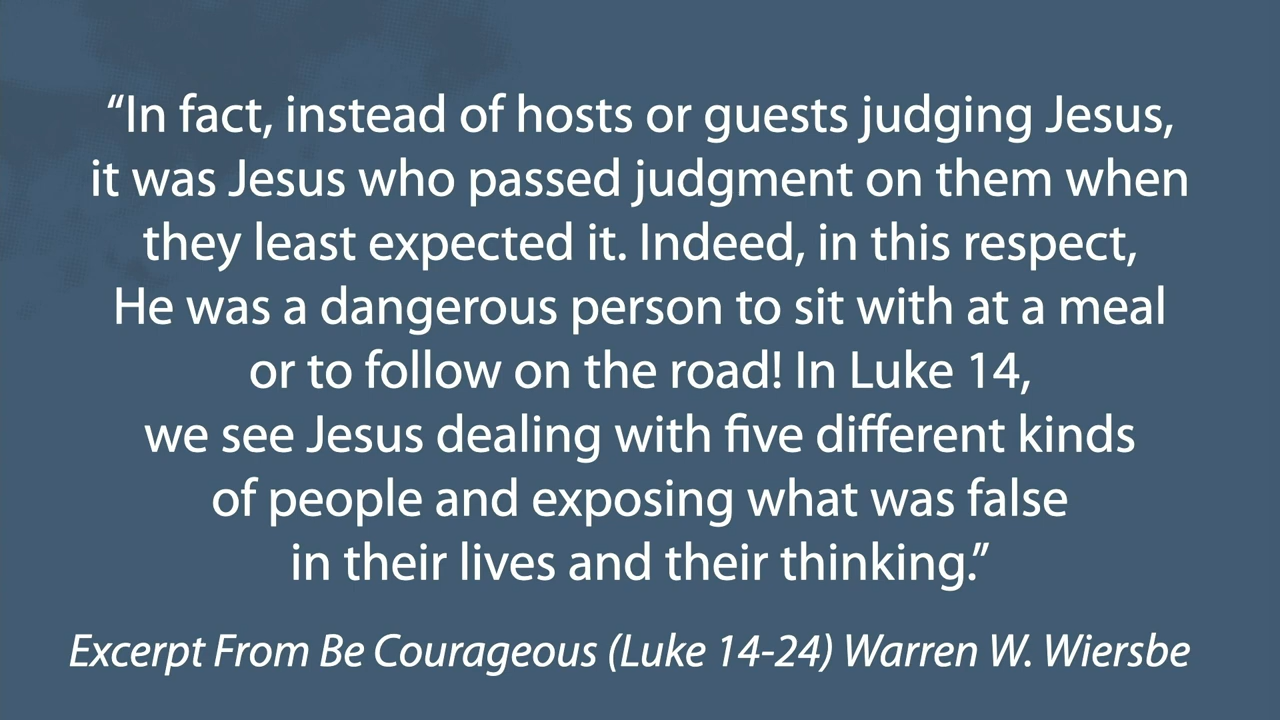 “In fact, instead of hosts or guests judging Jesus,
it was Jesus who passed judgment on them when
they least expected it. Indeed, in this respect,
He was a dangerous person to sit with at a meal
or to follow on the road! In Luke 14,
we see Jesus dealing with five different kinds
of people and exposing what was false
in their lives and their thinking.”
Excerpt From Be Courageous (Luke 14-24) Warren W. Wiersbe